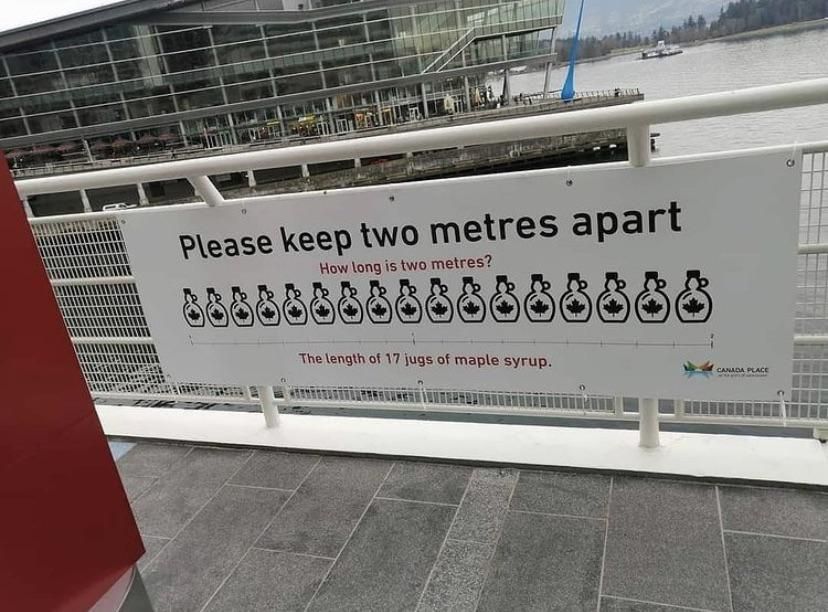 Please keep two metres apart
How long is two metres?
The length of 17 jugs of maple syrup.
CANADA PLACE